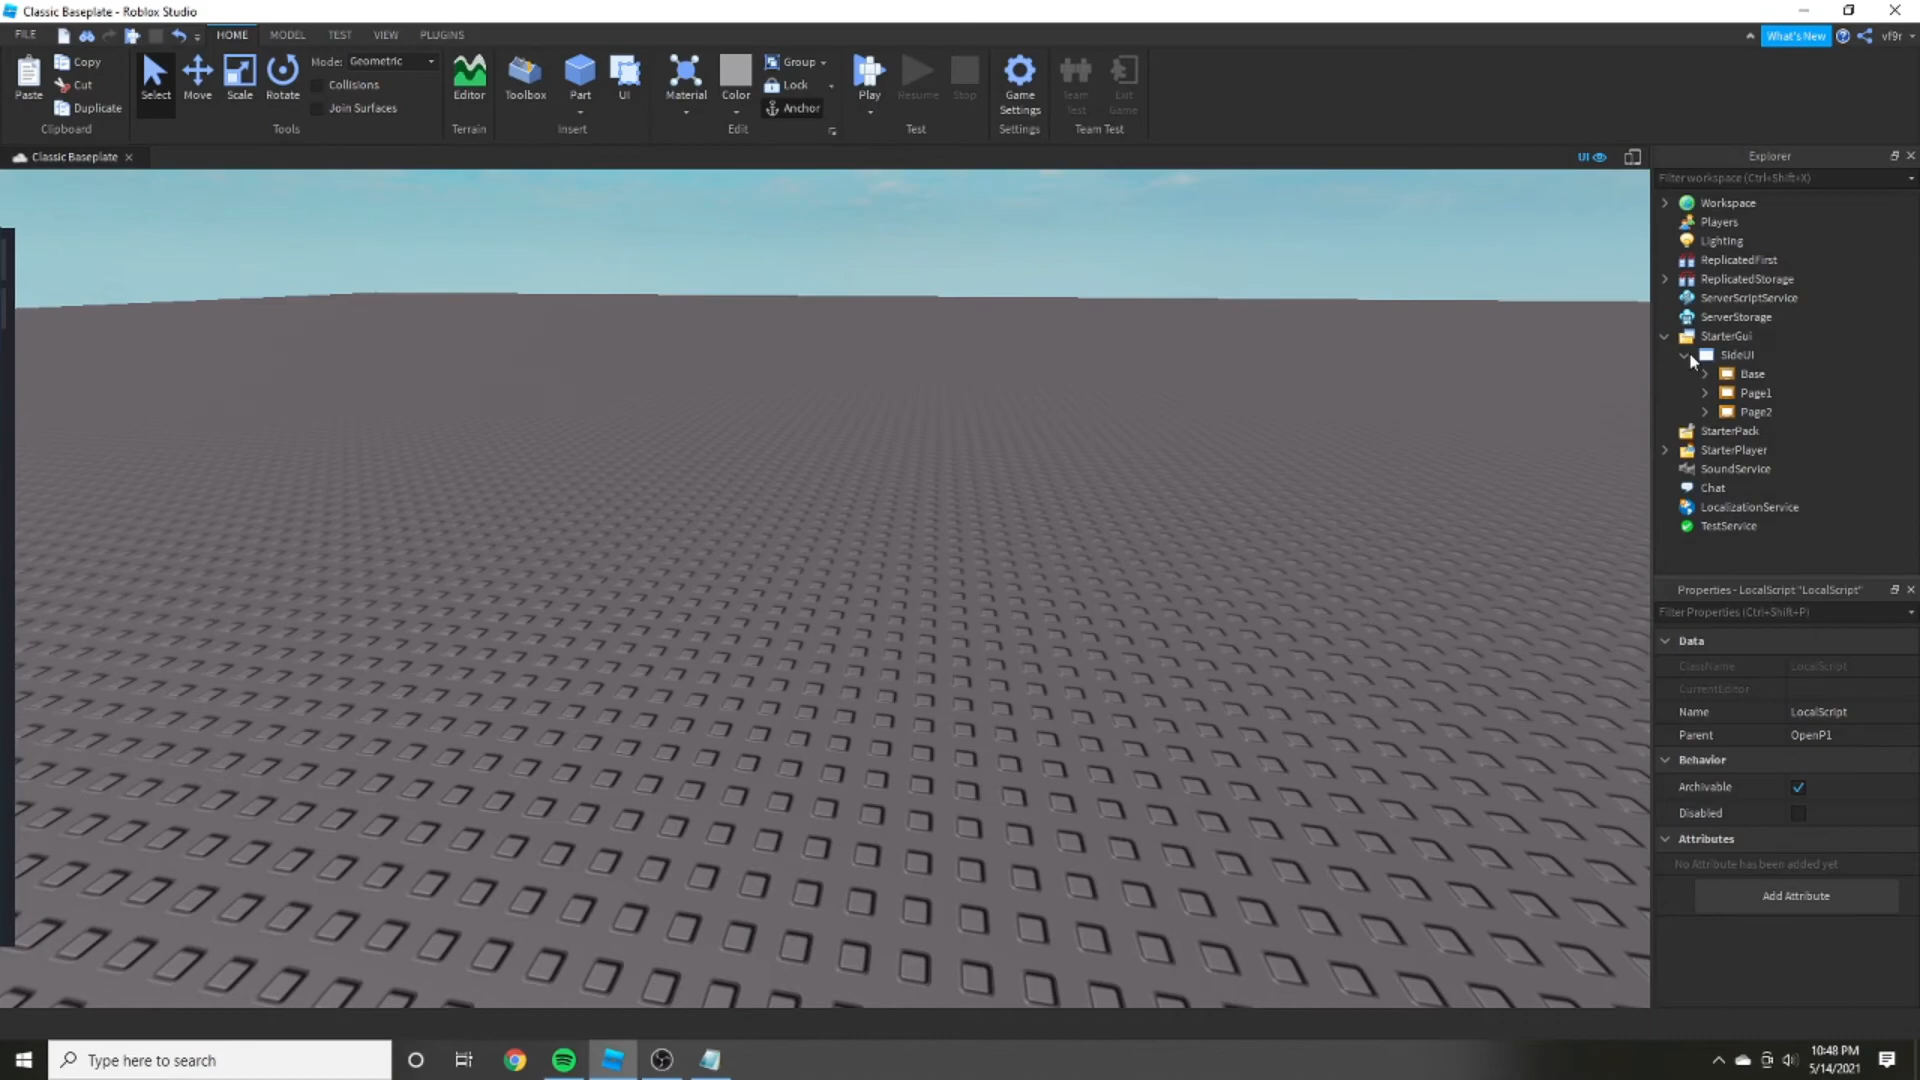 Classic Baseplate - Roblox Studio
FILE HOME MODEL TEST VIEW PLUGINS What's New vf9r
Paste Copy Cut Duplicate Clipboard
Select Move Scale Rotate Mode: Geometric Collisions Join Surfaces Tools
Editor Terrain
Toolbox Part UI Insert
Material Color Group Lock Anchor Edit
Play Resume Stop Test
Game Settings Settings
Team Test Exit Game Team Test
Classic Baseplate UI
Explorer
Filter workspace (Ctrl+Shift+X)
Workspace
Players
Lighting
ReplicatedFirst
ReplicatedStorage
ServerScriptService
ServerStorage
StarterGui
SideUI
Base
Page1
Page2
StarterPack
StarterPlayer
SoundService
Chat
LocalizationService
TestService
Properties - LocalScript "LocalScript"
Filter Properties (Ctrl+Shift+P)
Data
ClassName LocalScript
CurrentEditor
Name LocalScript
Parent OpenP1
Behavior
Archivable
Disabled
Attributes
No Attribute has been added yet
Add Attribute
Type here to search
10:48 PM
5/14/2021